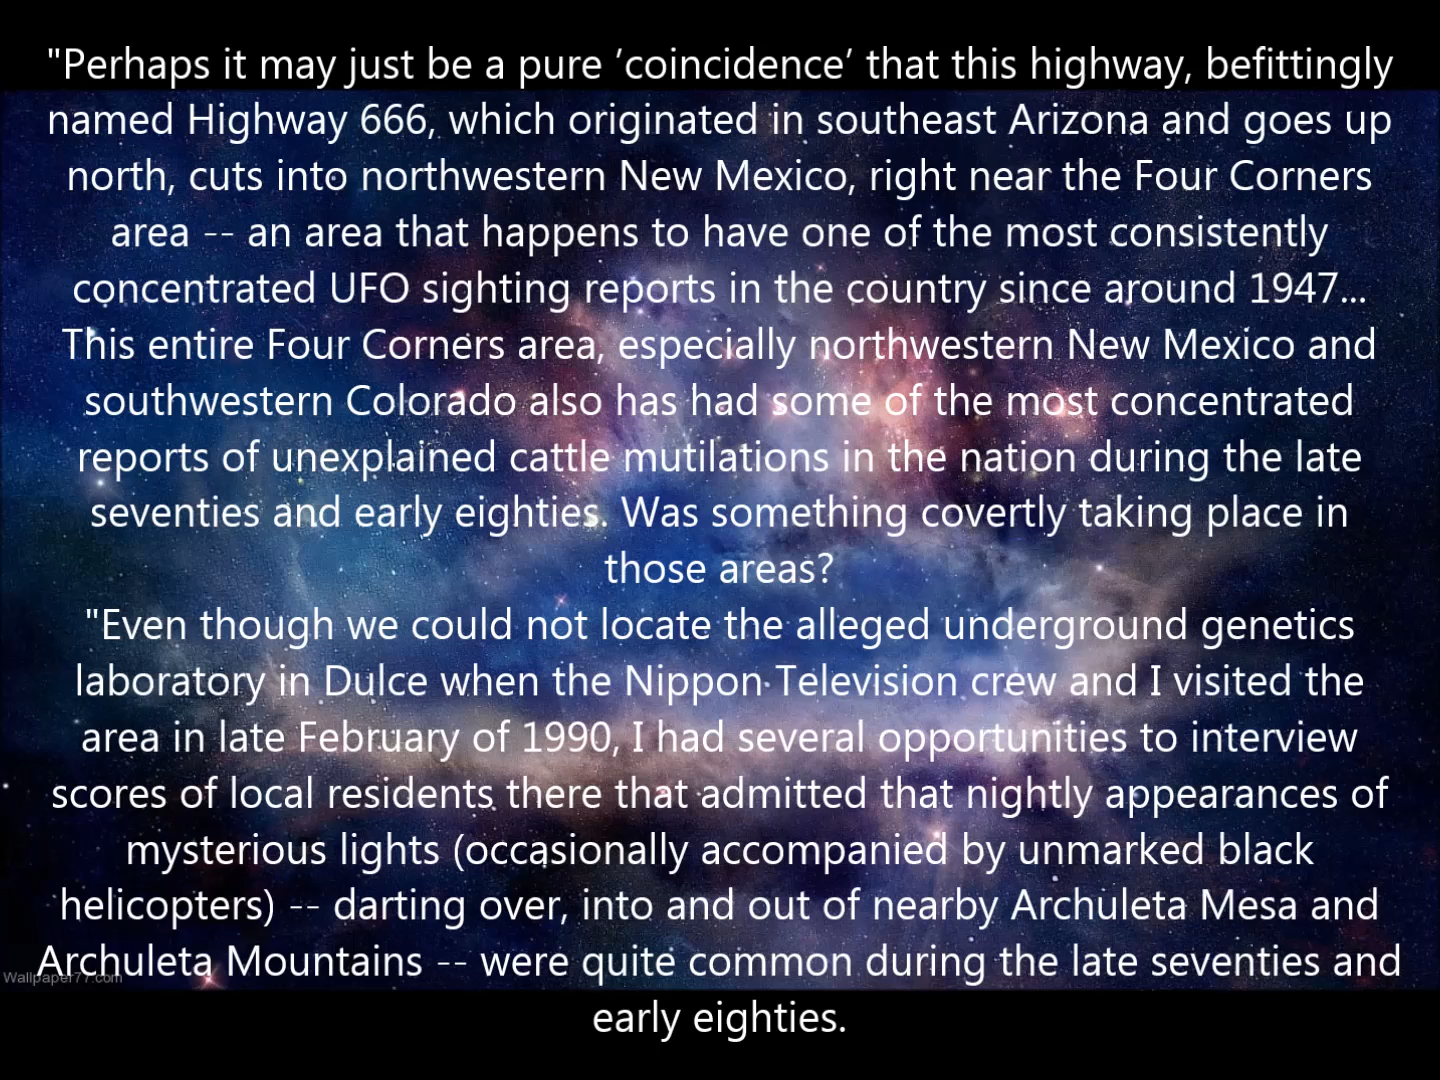 "Perhaps it may just be a pure ‘coincidence’ that this highway, befittingly
named Highway 666, which originated in southeast Arizona and goes up
north, cuts into northwestern New Mexico, right near the Four Corners
area -- an area that happens to have one of the most consistently
concentrated UFO sighting reports in the country since around 1947...
This entire Four Corners area, especially northwestern New Mexico and
southwestern Colorado also has had some of the most concentrated
reports of unexplained cattle mutilations in the nation during the late
seventies and early eighties. Was something covertly taking place in
those areas?
"Even though we could not locate the alleged underground genetics
laboratory in Dulce when the Nippon Television crew and I visited the
area in late February of 1990, I had several opportunities to interview
scores of local residents there that admitted that nightly appearances of
mysterious lights (occasionally accompanied by unmarked black
helicopters) -- darting over, into and out of nearby Archuleta Mesa and
Archuleta Mountains -- were quite common during the late seventies and
early eighties.
Wallpaper77.com